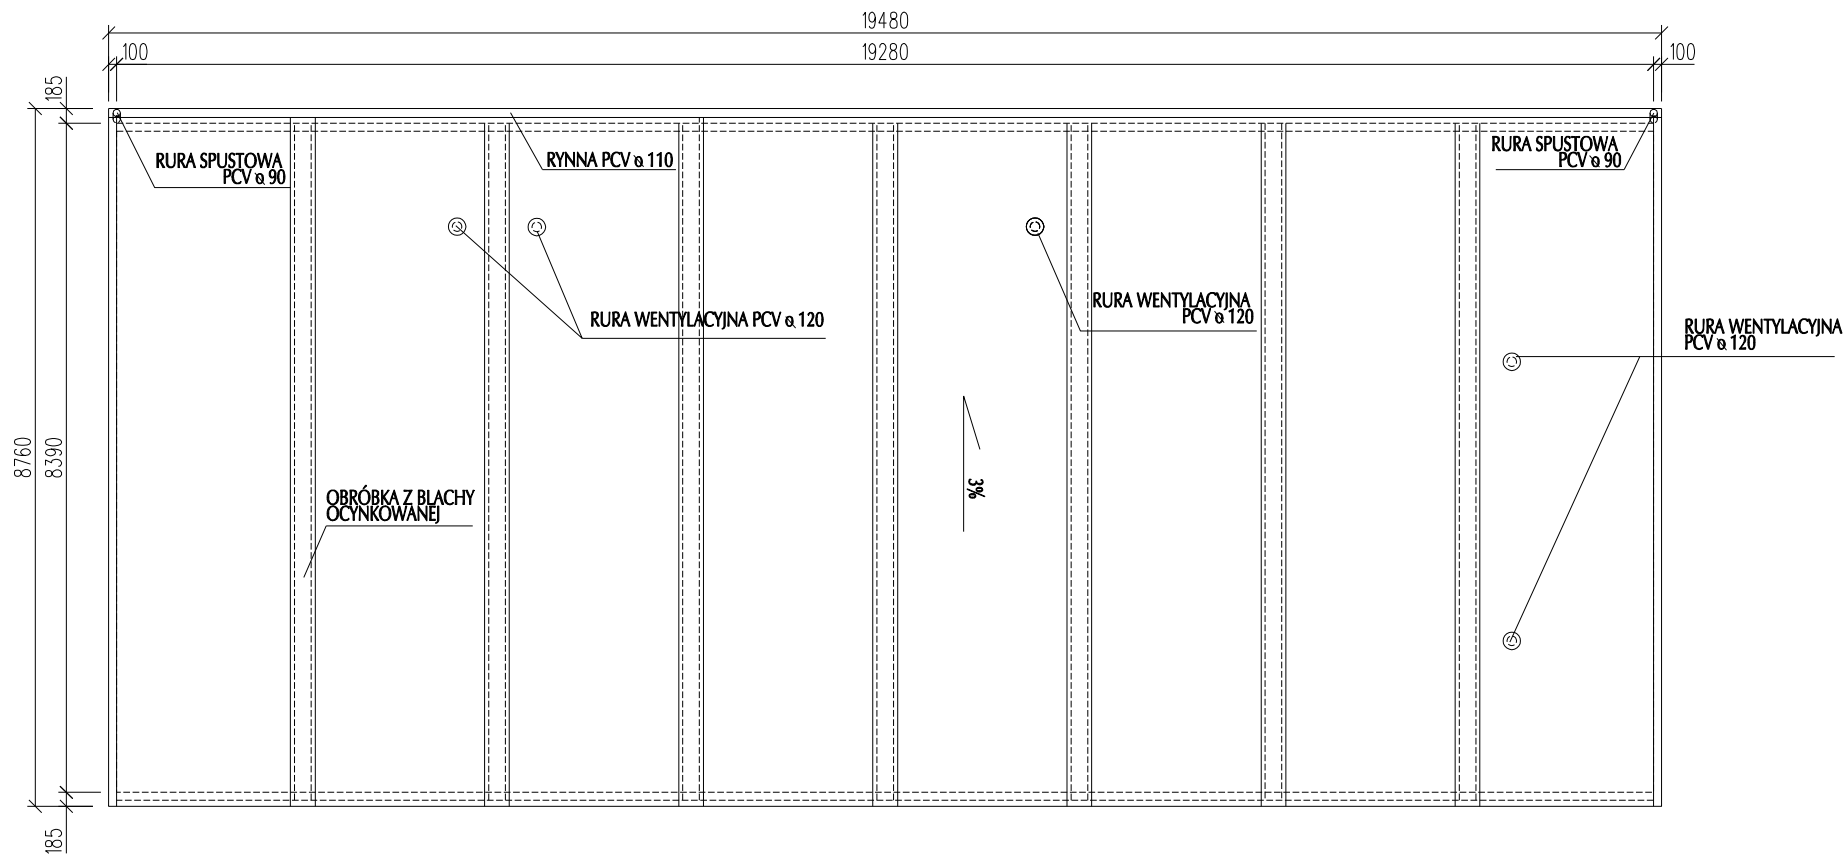 19480
100
19280
100
185
RURA SPUSTOWA
PCV ø 90
RYNNA PCV ø 110
RURA SPUSTOWA
PCV ø 90
RURA WENTYLACYJNA PCV ø 120
RURA WENTYLACYJNA
PCV ø 120
RURA WENTYLACYJNA
PCV ø 120
8760
8390
3%
OBRÓBKA Z BLACHY
OCYNKOWANEJ
185